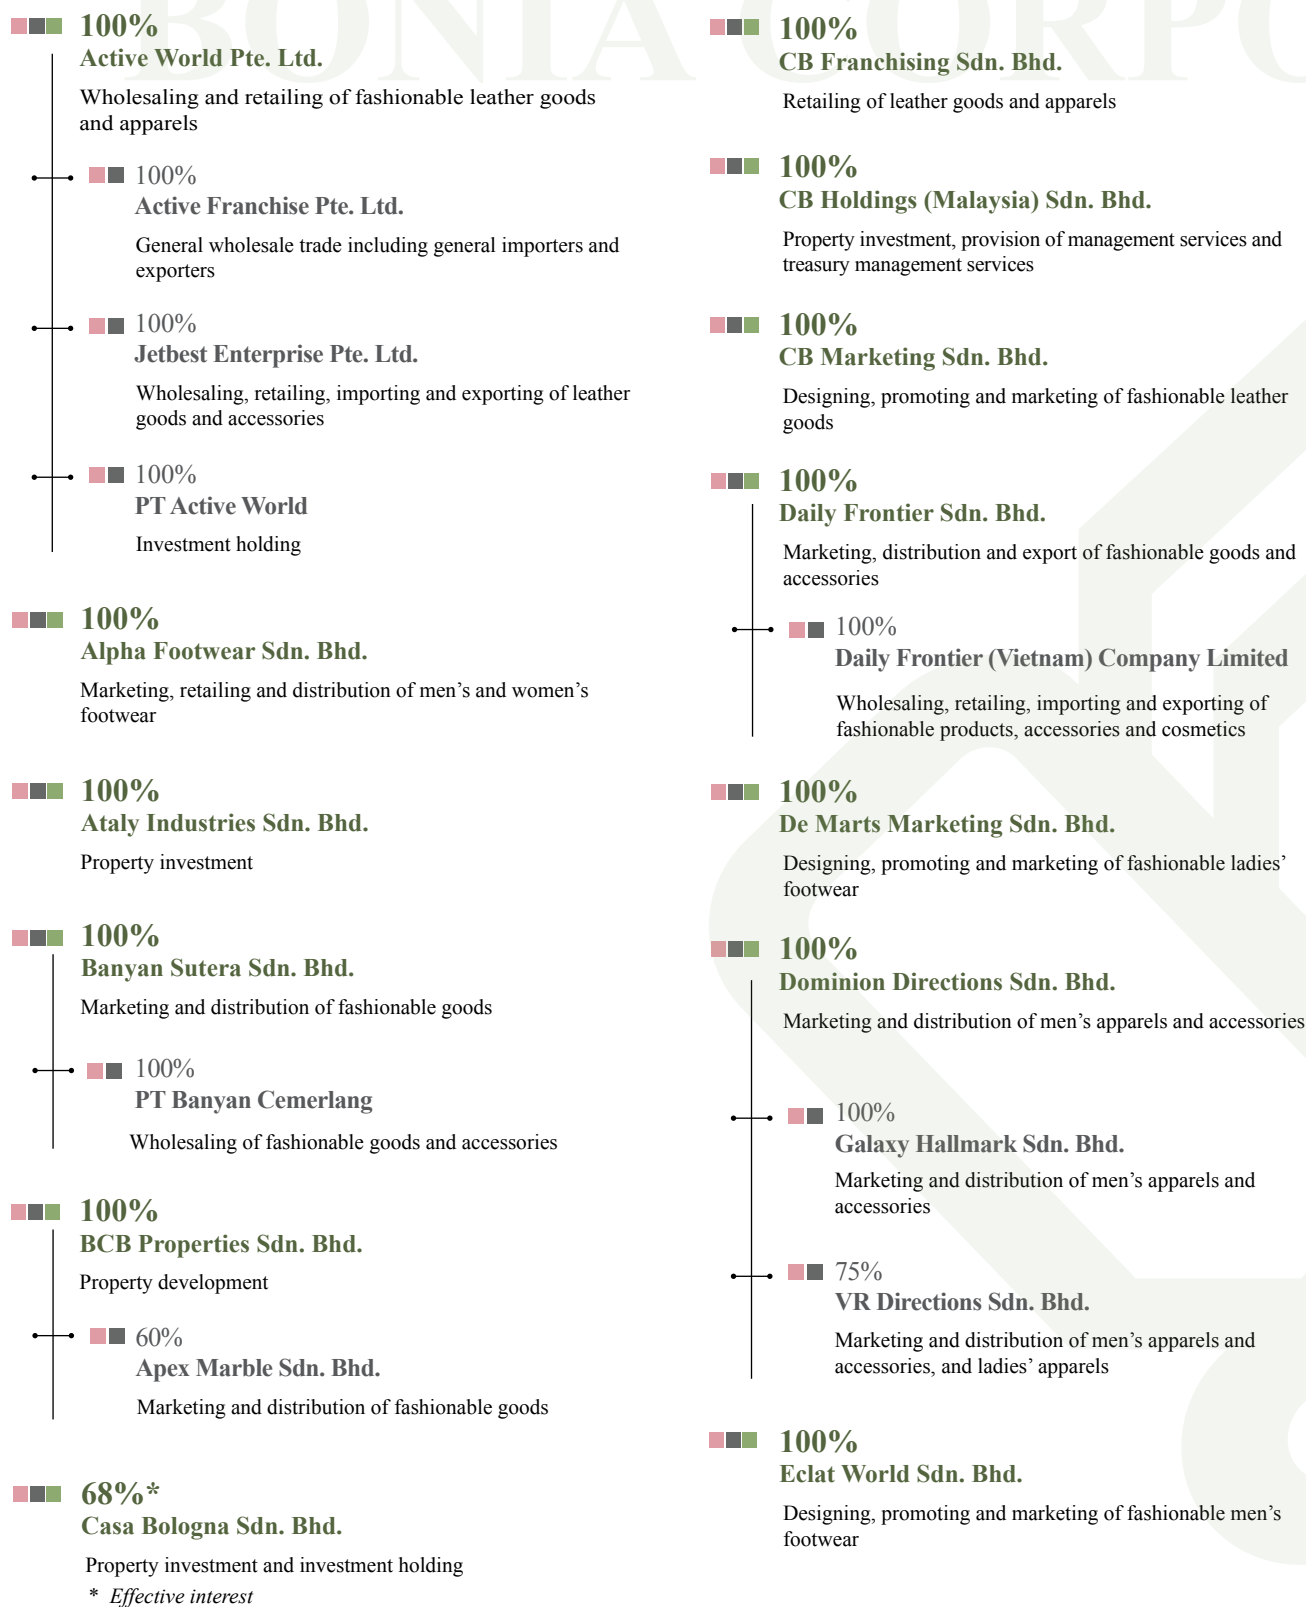 BONIA CORPO
100%
Active World Pte. Ltd.
Wholesaling and retailing of fashionable leather goods
and apparels
100%
Active Franchise Pte. Ltd.
General wholesale trade including general importers and
exporters
100%
Jetbest Enterprise Pte. Ltd.
Wholesaling, retailing, importing and exporting of leather
goods and accessories
100%
PT Active World
Investment holding
100%
Alpha Footwear Sdn. Bhd.
Marketing, retailing and distribution of men’s and women’s
footwear
100%
Ataly Industries Sdn. Bhd.
Property investment
100%
Banyan Sutera Sdn. Bhd.
Marketing and distribution of fashionable goods
100%
PT Banyan Cemerlang
Wholesaling of fashionable goods and accessories
100%
BCB Properties Sdn. Bhd.
Property development
60%
Apex Marble Sdn. Bhd.
Marketing and distribution of fashionable goods
68%*
Casa Bologna Sdn. Bhd.
Property investment and investment holding
* Effective interest
100%
CB Franchising Sdn. Bhd.
Retailing of leather goods and apparels
100%
CB Holdings (Malaysia) Sdn. Bhd.
Property investment, provision of management services and
treasury management services
100%
CB Marketing Sdn. Bhd.
Designing, promoting and marketing of fashionable leather
goods
100%
Daily Frontier Sdn. Bhd.
Marketing, distribution and export of fashionable goods and
accessories
100%
Daily Frontier (Vietnam) Company Limited
Wholesaling, retailing, importing and exporting of
fashionable products, accessories and cosmetics
100%
De Marts Marketing Sdn. Bhd.
Designing, promoting and marketing of fashionable ladies’
footwear
100%
Dominion Directions Sdn. Bhd.
Marketing and distribution of men’s apparels and accessories
100%
Galaxy Hallmark Sdn. Bhd.
Marketing and distribution of men’s apparels and
accessories
75%
VR Directions Sdn. Bhd.
Marketing and distribution of men’s apparels and
accessories, and ladies’ apparels
100%
Eclat World Sdn. Bhd.
Designing, promoting and marketing of fashionable men’s
footwear